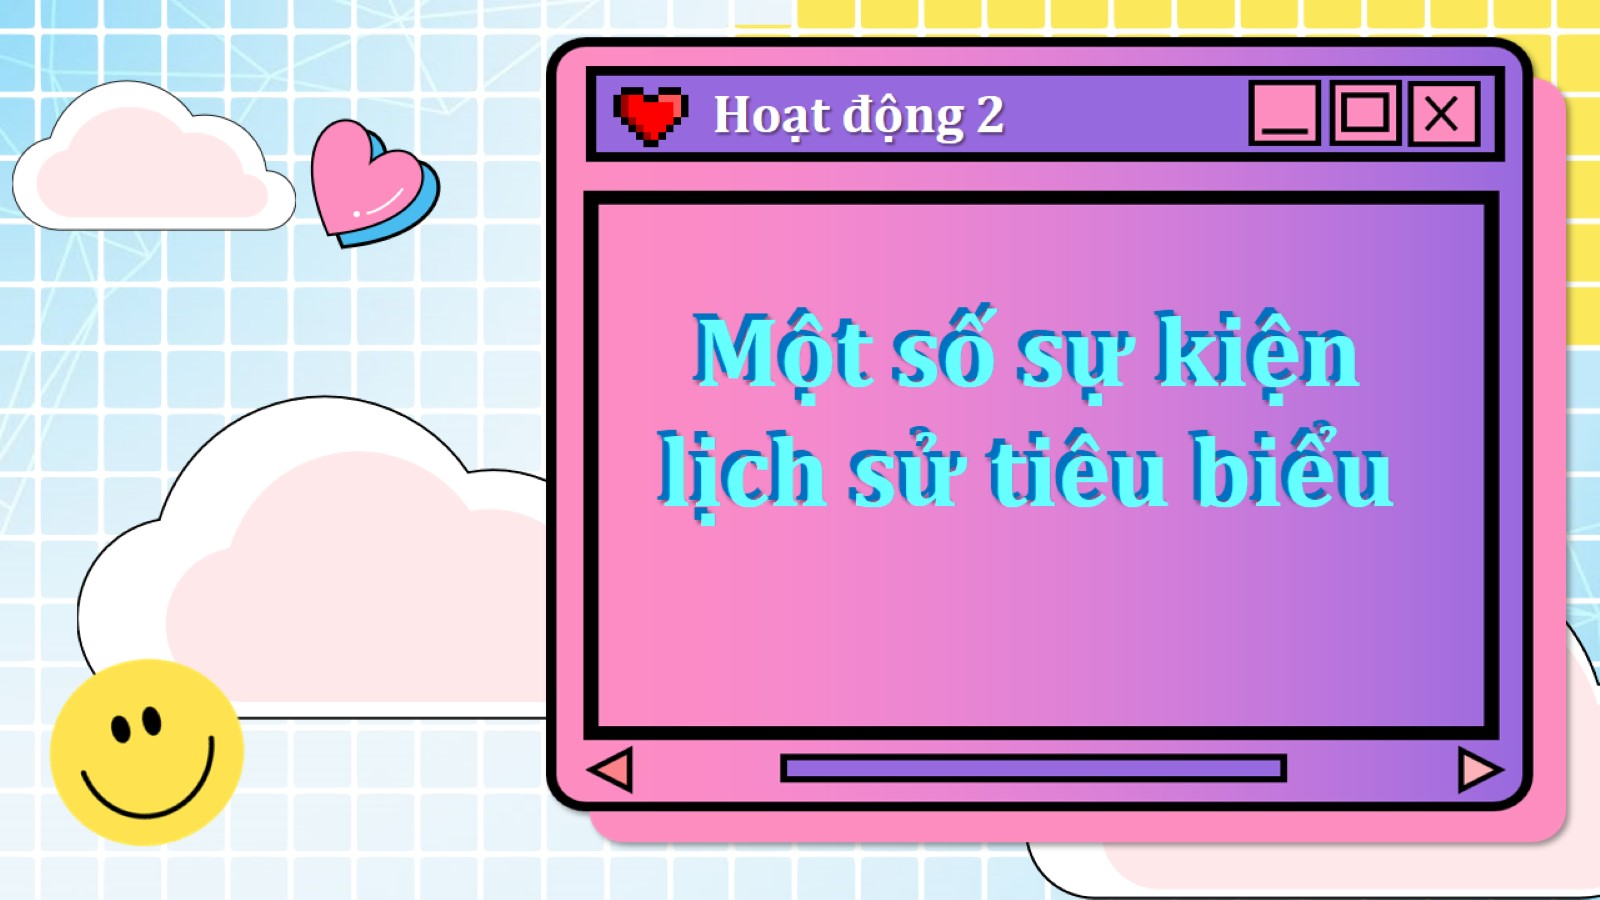 Hoạt động 2
Một số sự kiện
lịch sử tiêu biểu